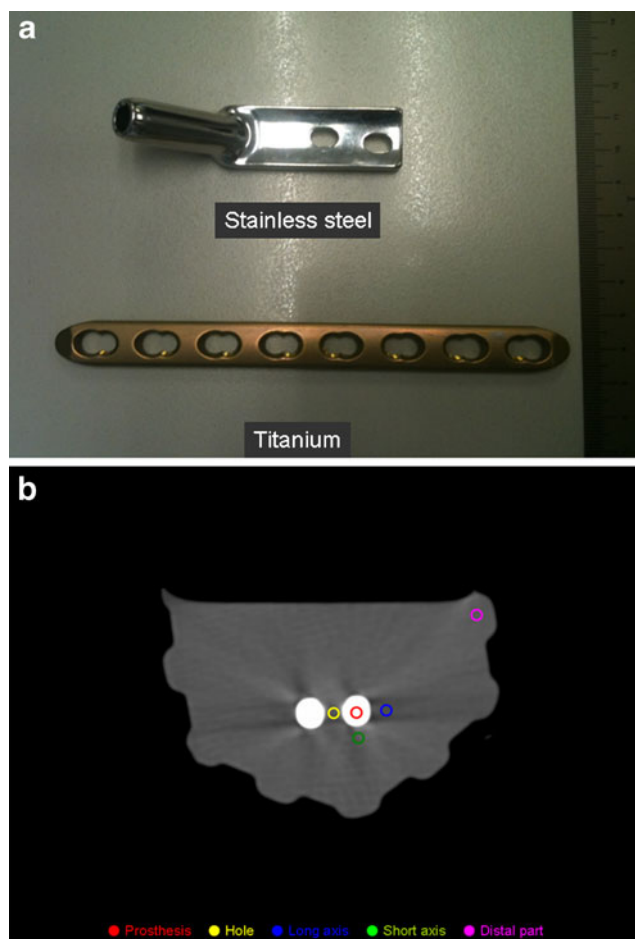 a
Stainless steel
Titanium
b
Prosthesis Hole Long axis Short axis Distal part